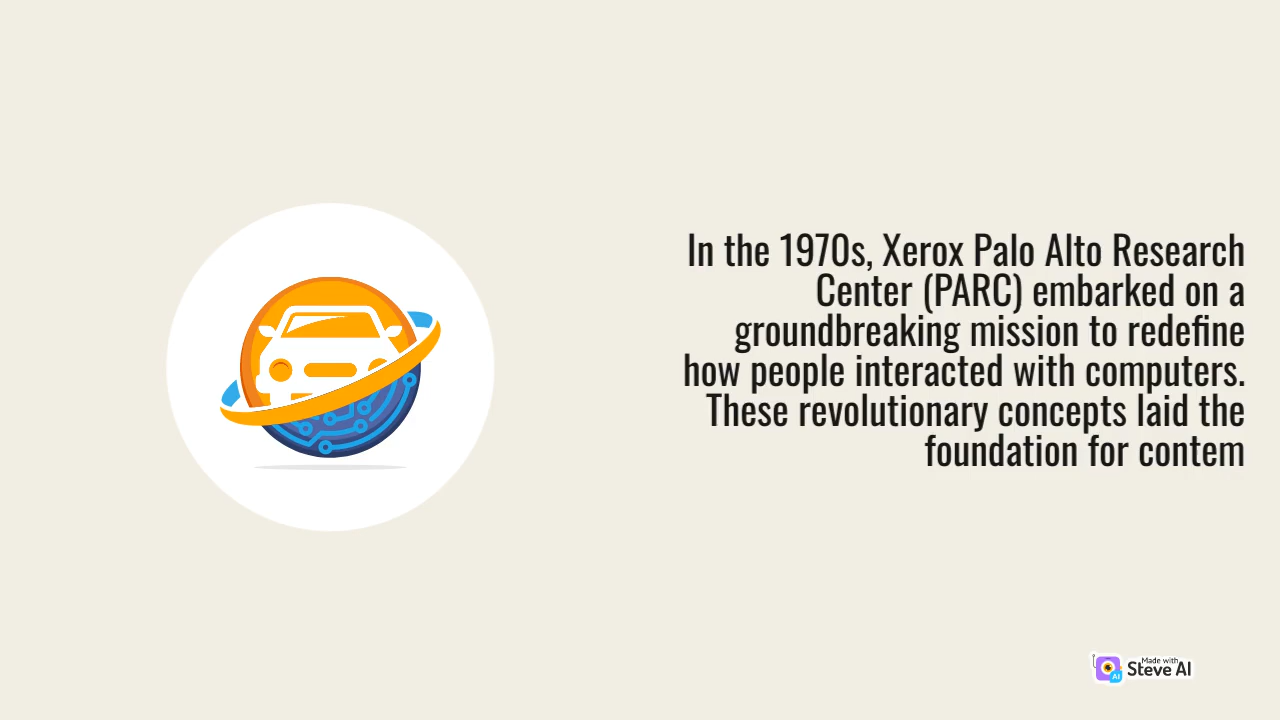 In the 1970s, Xerox Palo Alto Research
Center (PARC) embarked on a
groundbreaking mission to redefine
how people interacted with computers.
These revolutionary concepts laid the
foundation for contem
Made with
Steve AI
AI